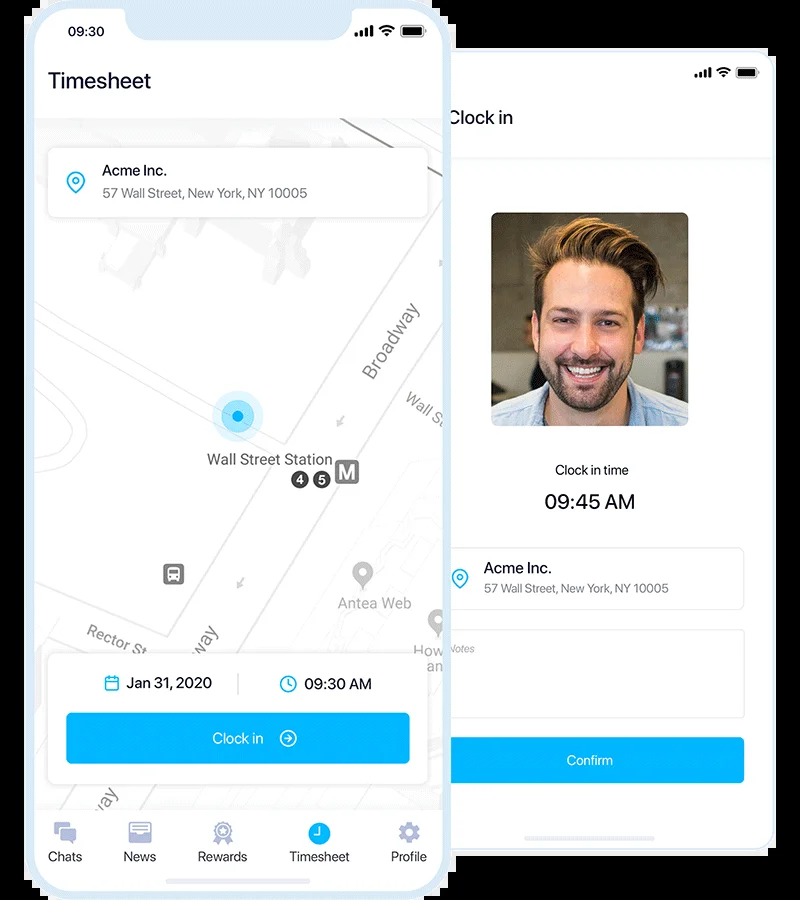 09:30
Timesheet
Acme Inc.
57 Wall Street, New York, NY 10005
Broadway
Wall S
Wall Street Station
4 5 M
Antea Web
Rector St
way
How
an
Jan 31, 2020
09:30 AM
Clock in
way
Chats
News
Rewards
Timesheet
Profile
Clock in
Clock in time
09:45 AM
Acme Inc.
57 Wall Street, New York, NY 10005
Notes
Confirm